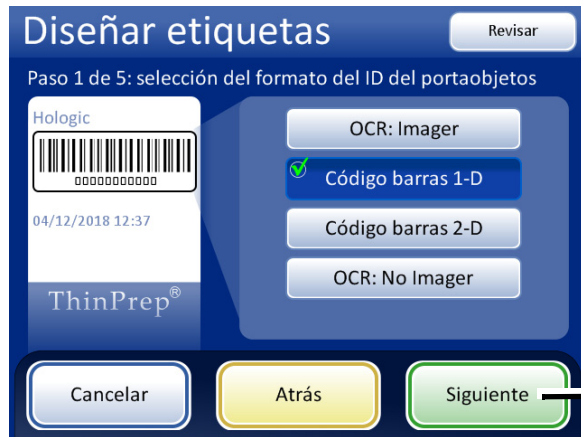 Diseñar etiquetas
Revisar
Paso 1 de 5: selección del formato del ID del portaobjetos
Hologic
00000000000
04/12/2018 12:37
ThinPrep®
OCR: Imager
Código barras 1-D
Código barras 2-D
OCR: No Imager
Cancelar
Atrás
Siguiente